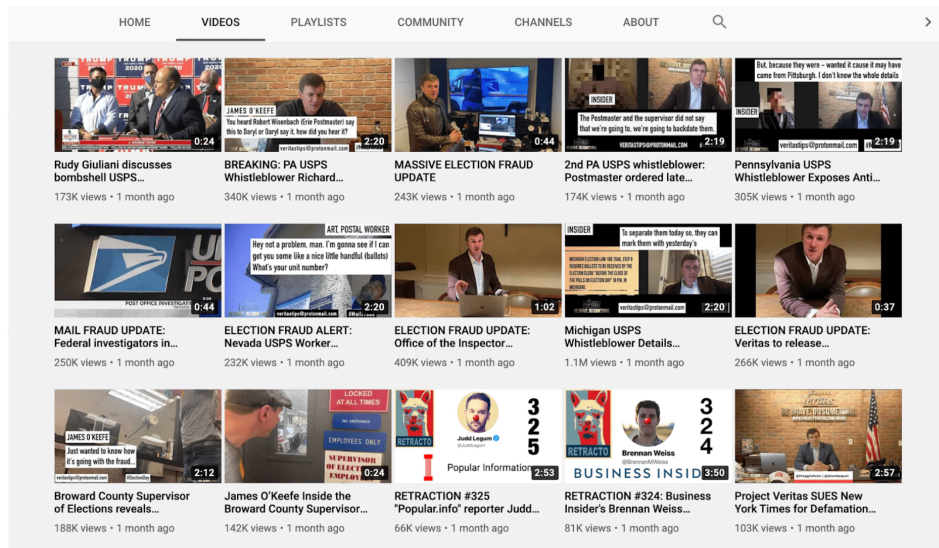 HOME VIDEOS PLAYLISTS COMMUNITY CHANNELS ABOUT
TRUMP
2020
0:24
JAMES O'KEEFE
You heard Robert Wisenbach (Erie Postmaster) say
this to Daryl or Daryl say it, how did you hear it?
veritastips@protonmail.com
2:20
0:44
INSIDER
The Postmaster and the supervisor did not say
that we're going to, we're going to backdate them.
VERITASTIPS@PROTONMAIL.COM
2:19
But, because they were – wanted it cause it may have
come from Pittsburgh. I don't know the whole details
INSIDER
veritastips@protonmail.com
2:19
Rudy Giuliani discusses
bombshell USPS...
173K views • 1 month ago
BREAKING: PA USPS
Whistleblower Richard...
340K views • 1 month ago
MASSIVE ELECTION FRAUD
UPDATE
243K views • 1 month ago
2nd PA USPS whistleblower:
Postmaster ordered late...
174K views • 1 month ago
Pennsylvania USPS
Whistleblower Exposes Anti...
305K views • 1 month ago
POST OFFICE INVESTIGATI
0:44
ART, POSTAL WORKER
Hey not a problem, man. I'm gonna see if I can
get you some like a nice little handful (ballots)
What's your unit number?
2:20
1:02
INSIDER
To separate them today so, they can
mark them with yesterday's
veritastips@protonmail.com
2:20
0:37
MAIL FRAUD UPDATE:
Federal investigators in...
250K views • 1 month ago
ELECTION FRAUD ALERT:
Nevada USPS Worker...
232K views • 1 month ago
ELECTION FRAUD UPDATE:
Office of the Inspector...
409K views • 1 month ago
Michigan USPS
Whistleblower Details...
1.1M views • 1 month ago
ELECTION FRAUD UPDATE:
Veritas to release...
266K views • 1 month ago
JAMES O'KEEFE
Just wanted to know how
it's going with the fraud...
veritastips@protonmail.com
#ElectionDay
2:12
LOCKED
AT ALL TIMES
NO ENTRANCE
EMPLOYEES ONLY
SUPERVISOR
OF ELECT
0:24
RETRACTO
Judd Legum
@JuddLegum
325
Popular Information
2:53
RETRACTO
Brennan Weiss
@BrennanMWeiss
324
BUSINESS INSID
3:50
2:57
Broward County Supervisor
of Elections reveals...
188K views • 1 month ago
James O'Keefe Inside the
Broward County Supervisor...
142K views • 1 month ago
RETRACTION #325
"Popular.info" reporter Judd...
66K views • 1 month ago
RETRACTION #324: Business
Insider's Brennan Weiss...
81K views • 1 month ago
Project Veritas SUES New
York Times for Defamation...
103K views • 1 month ago